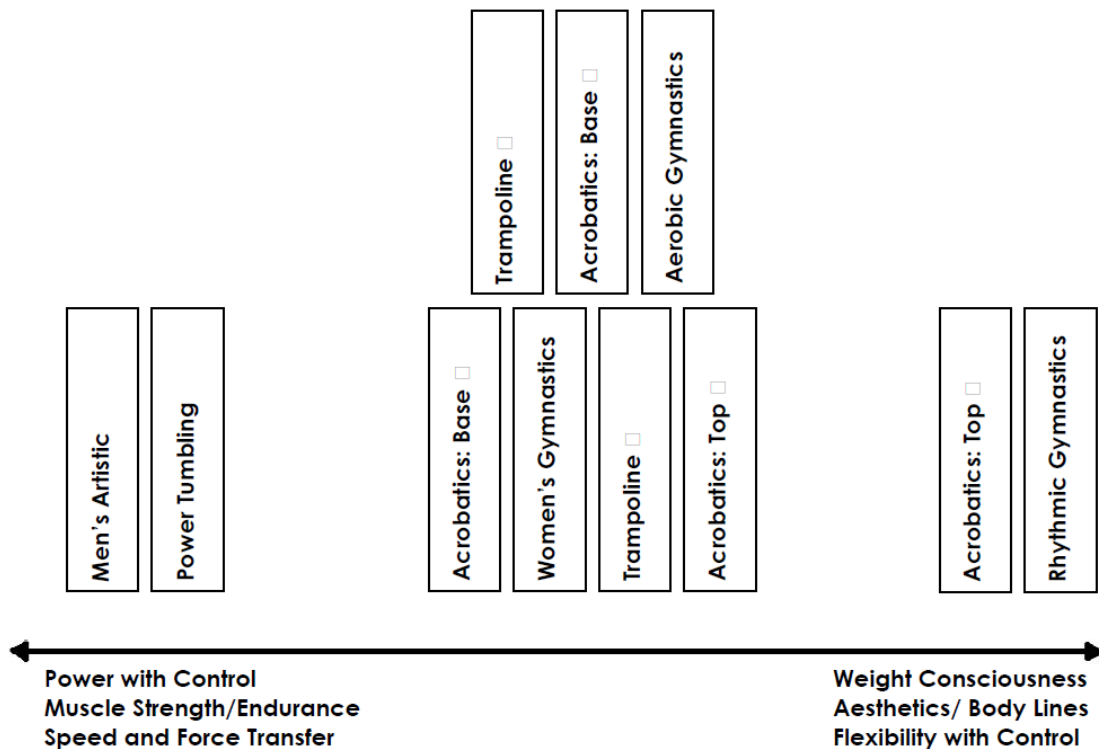 Trampoline □
Acrobatics: Base □
Aerobic Gymnastics
Men's Artistic
Power Tumbling
Acrobatics: Base □
Women's Gymnastics
Trampoline □
Acrobatics: Top □
Acrobatics: Top □
Rhythmic Gymnastics
Power with Control
Muscle Strength/Endurance
Speed and Force Transfer
Weight Consciousness
Aesthetics/ Body Lines
Flexibility with Control